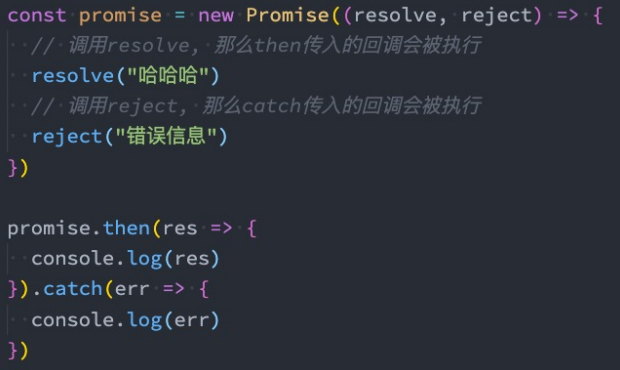 const promise = new Promise((resolve, reject) => {
  // 调用resolve, 那么then传入的回调会被执行
  resolve("哈哈哈")
  // 调用reject, 那么catch传入的回调会被执行
  reject("错误信息")
})

promise.then(res => {
  console.log(res)
}).catch(err => {
  console.log(err)
})